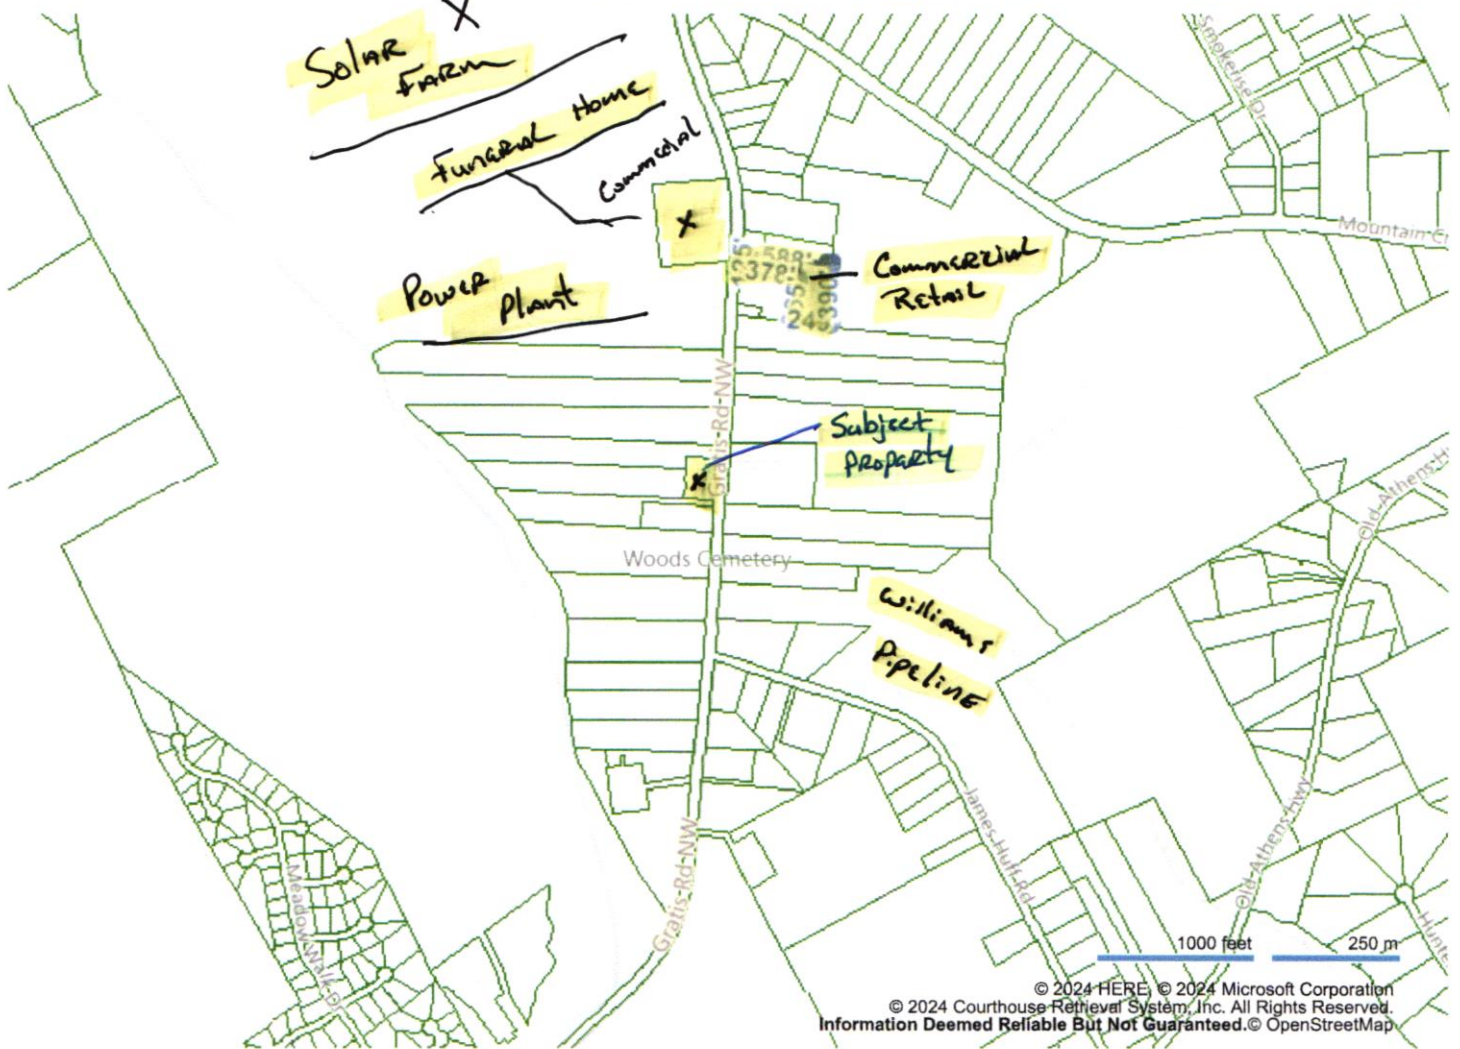 X
Solar
Farm
Funeral Home
Commercial
X
Power
Plant
Commercial
Retail
Smokerise Dr
Mountain C
Gratis-Rd-NW
Subject
Property
X
Woods Cemetery
Williams
Pipeline
Old-Athens-H
James-Huff-Rd
Old-Athens-Hwy
Gratis-Rd-NW
Meadow-Walk-D
Hunte
1000 feet
250 m
© 2024 HERE, © 2024 Microsoft Corporation
© 2024 Courthouse Retrieval System, Inc. All Rights Reserved.
Information Deemed Reliable But Not Guaranteed.© OpenStreetMap